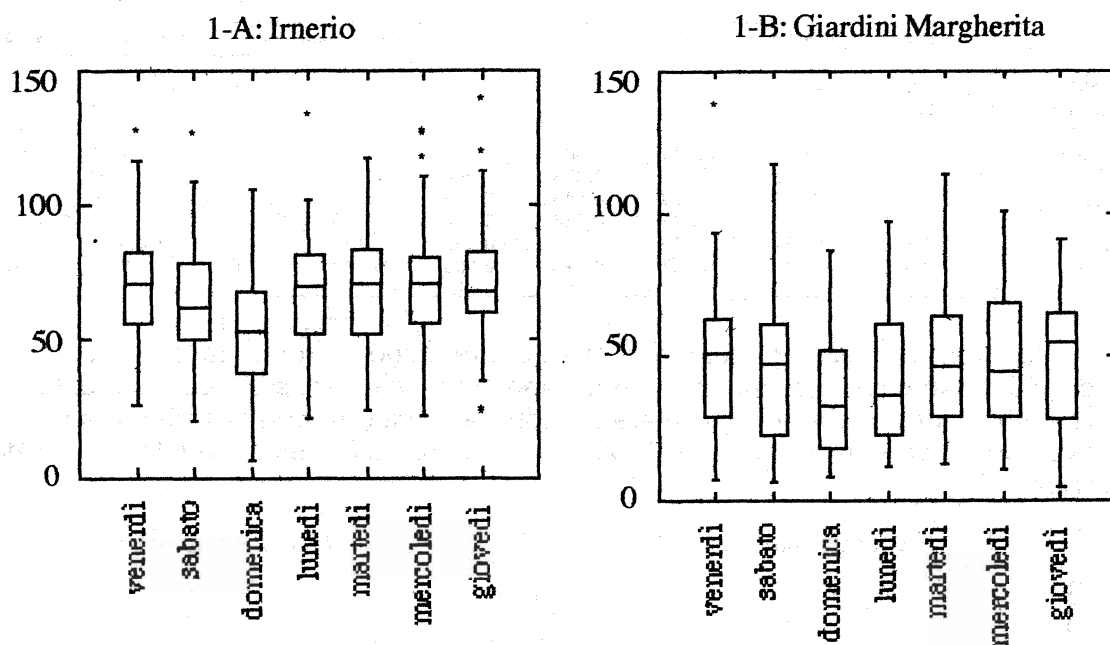 1-A: Irnerio
150
100
50
0
venerdì
sabato
domenica
lunedì
martedì
mercoledì
giovedì
1-B: Giardini Margherita
150
100
50
0
venerdì
sabato
domenica
lunedì
martedì
mercoledì
giovedì